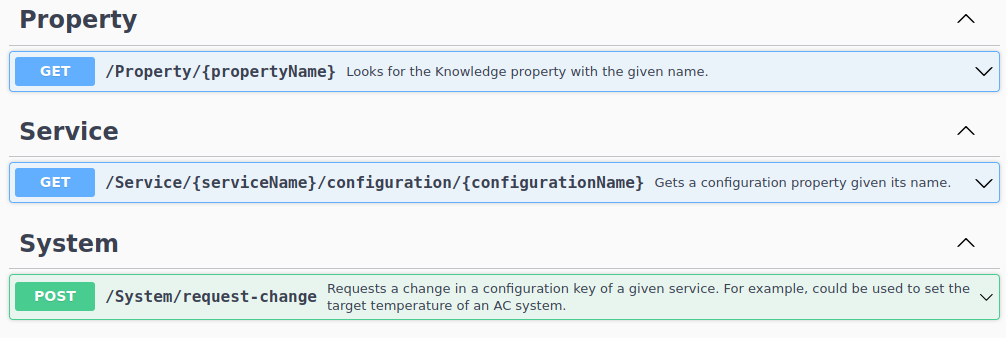 Property
GET /Property/{propertyName} Looks for the Knowledge property with the given name.
Service
GET /Service/{serviceName}/configuration/{configurationName} Gets a configuration property given its name.
System
POST /System/request-change Requests a change in a configuration key of a given service. For example, could be used to set the
target temperature of an AC system.